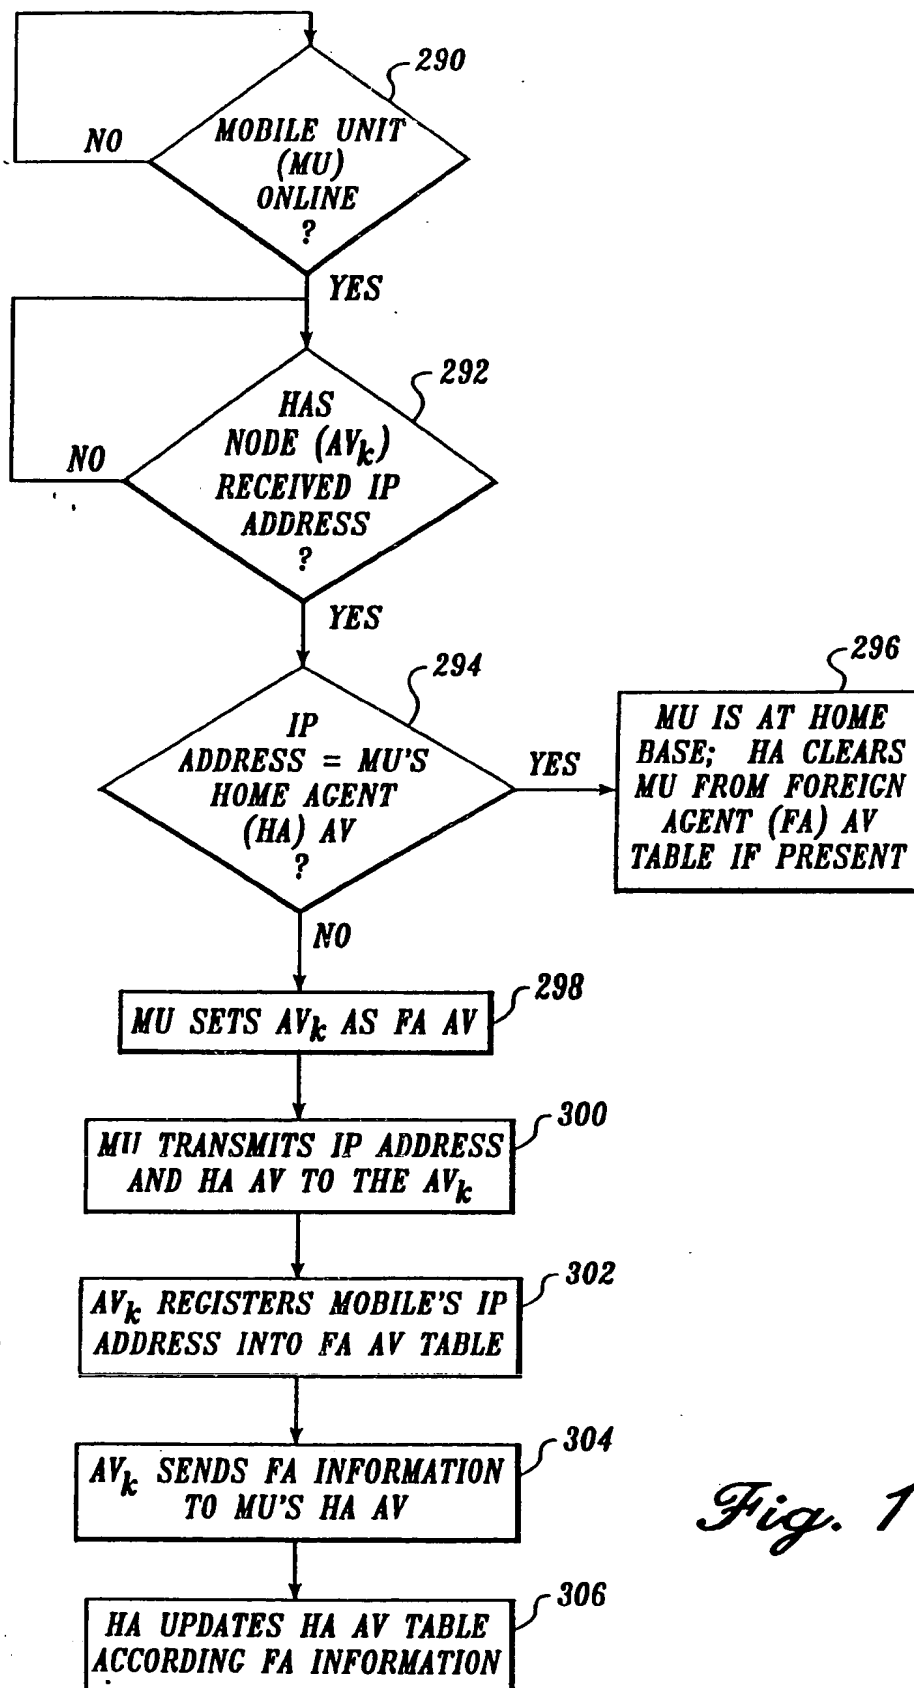 290
MOBILE UNIT
(MU)
ONLINE
?
NO
YES
292
HAS
NODE (AVk)
RECEIVED IP
ADDRESS
?
NO
YES
294
IP
ADDRESS = MU'S
HOME AGENT
(HA) AV
?
YES
296
MU IS AT HOME
BASE; HA CLEARS
MU FROM FOREIGN
AGENT (FA) AV
TABLE IF PRESENT
NO
298
MU SETS AVk AS FA AV
300
MU TRANSMITS IP ADDRESS
AND HA AV TO THE AVk
302
AVk REGISTERS MOBILE'S IP
ADDRESS INTO FA AV TABLE
304
AVk SENDS FA INFORMATION
TO MU'S HA AV
306
HA UPDATES HA AV TABLE
ACCORDING FA INFORMATION
Fig. 1